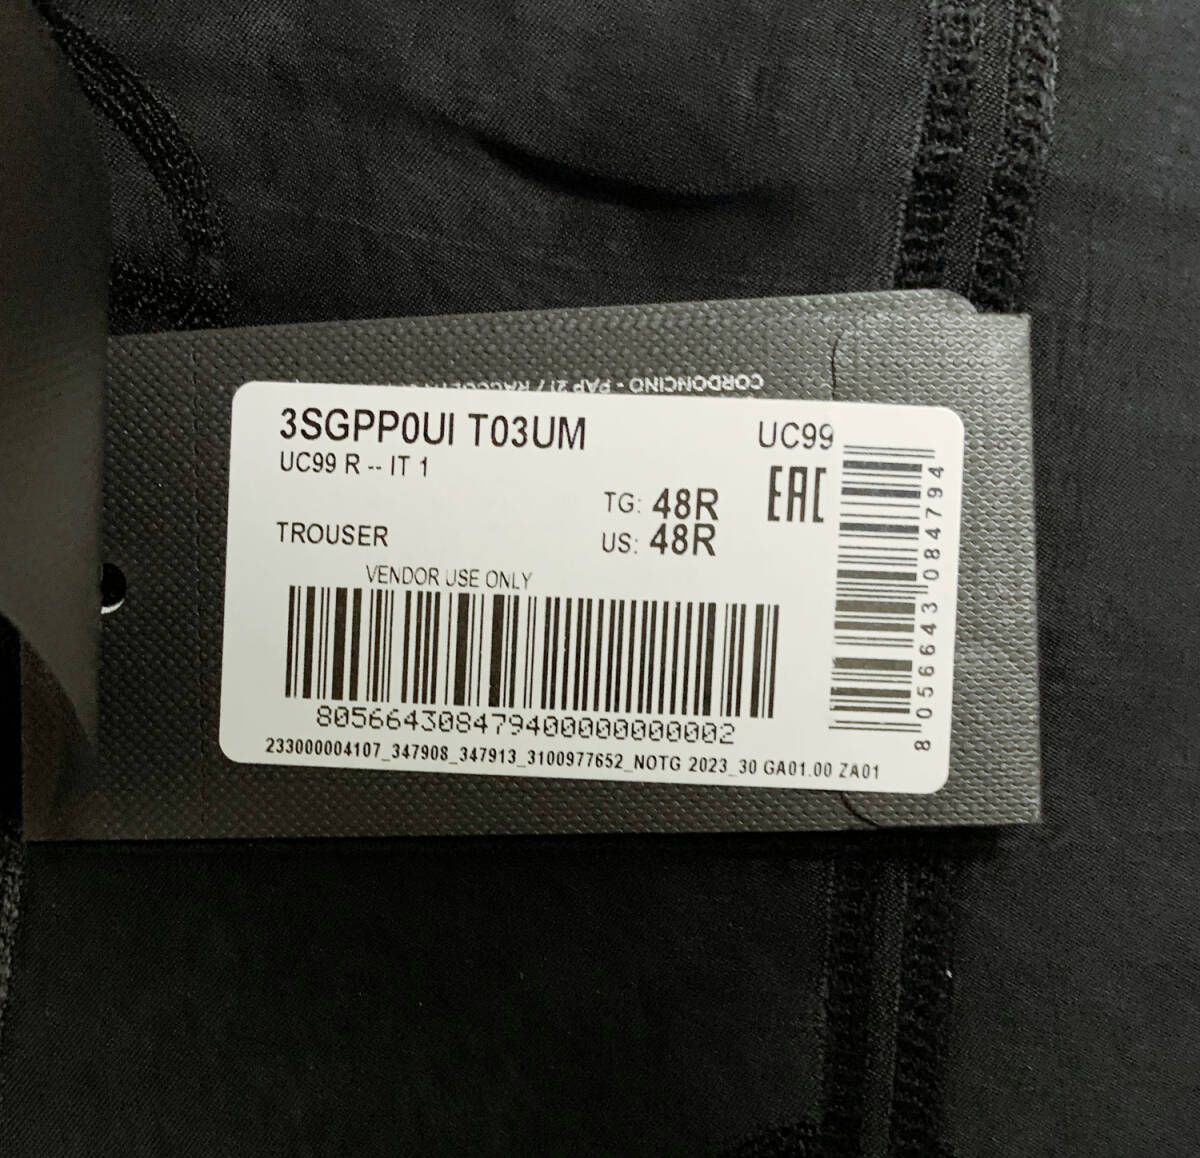 CORDONCINO - PAP 21 / RACCOLTA
3SGPP0UI T03UM
UC99
UC99 R -- IT 1
EAC
TG: 48R
TROUSER
US: 48R
VENDOR USE ONLY
8056643084794000000000002
8 056643 084794
233000004107_347908_347913_3100977652_NOTG 2023_30 GA01.00 ZA01